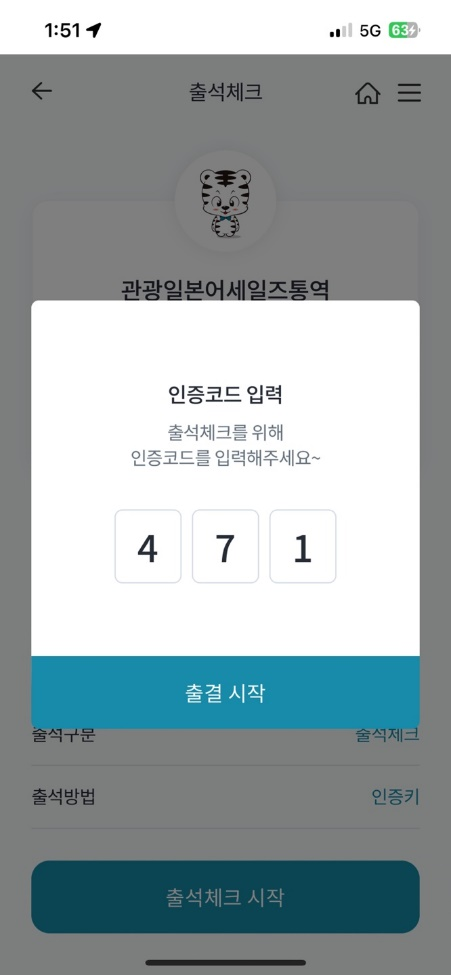 1:51
5G
63
출석체크
관광일본어세일즈통역
인증코드 입력
출석체크를 위해
인증코드를 입력해주세요~
4 7 1
출결 시작
출석구분 출석체크
출석방법 인증키
출석체크 시작